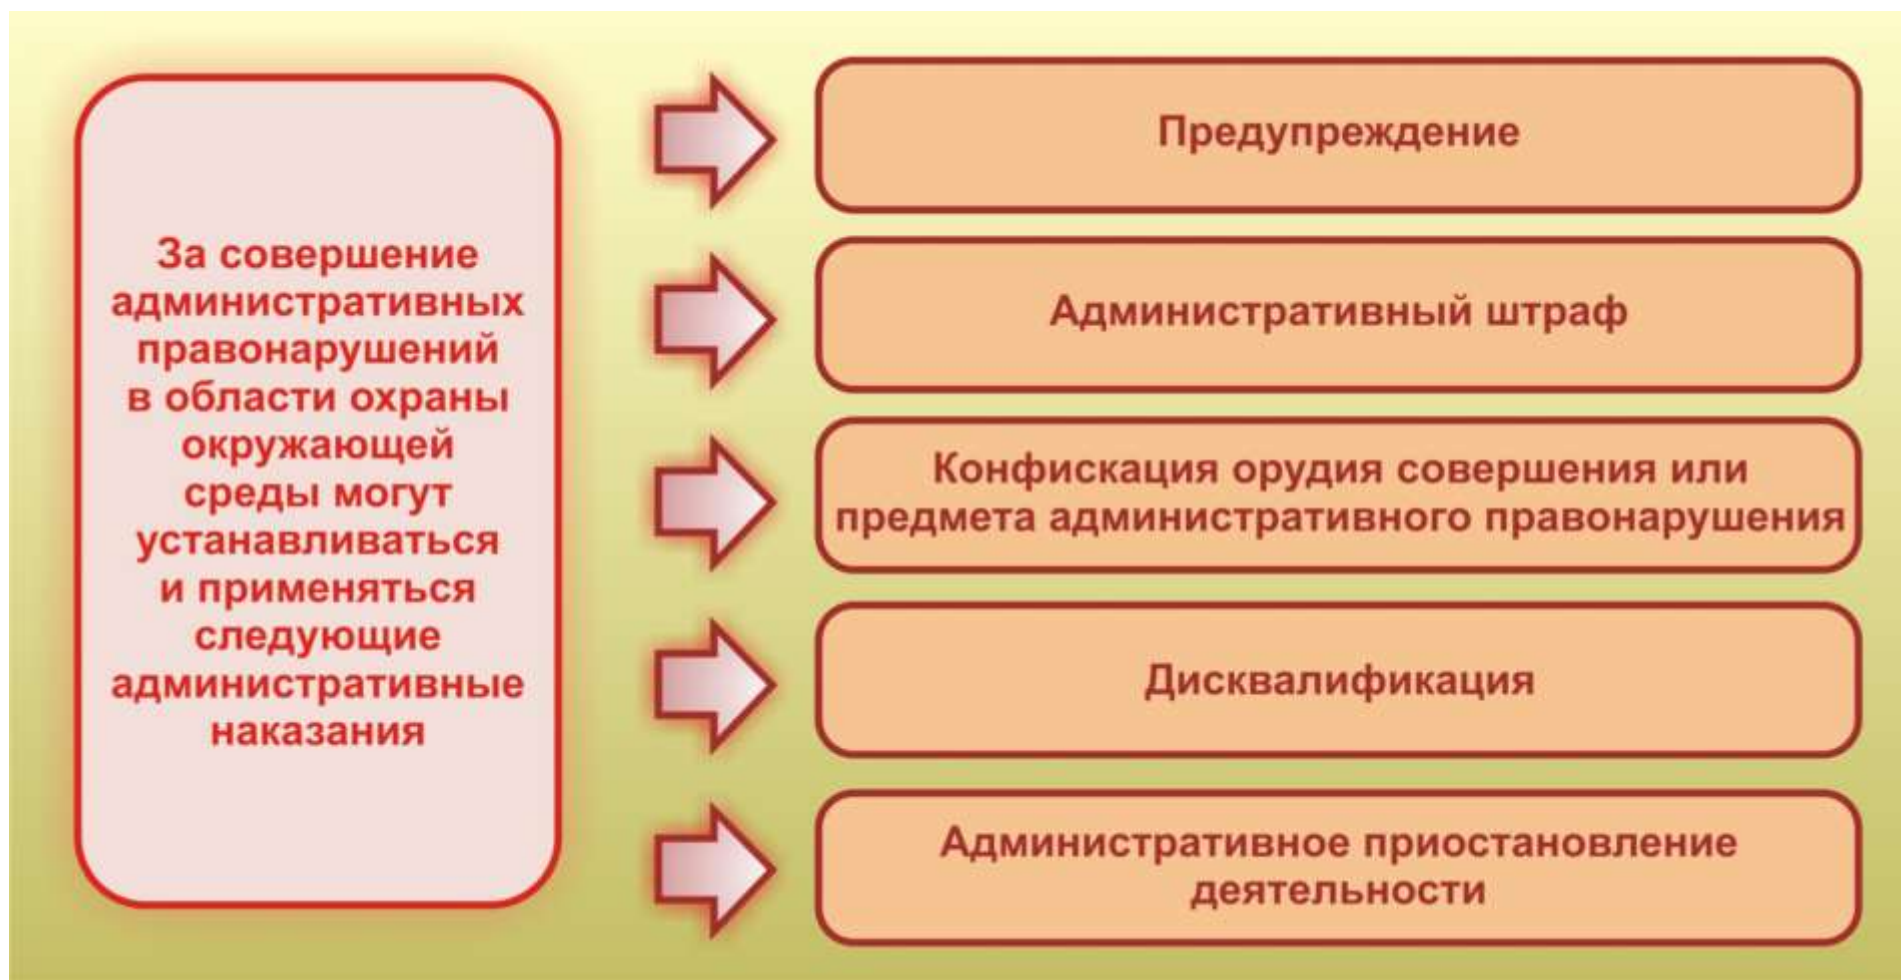 За совершение
административных
правонарушений
в области охраны
окружающей
среды могут
устанавливаться
и применяться
следующие
административные
наказания
Предупреждение
Административный штраф
Конфискация орудия совершения или
предмета административного правонарушения
Дисквалификация
Административное приостановление
деятельности